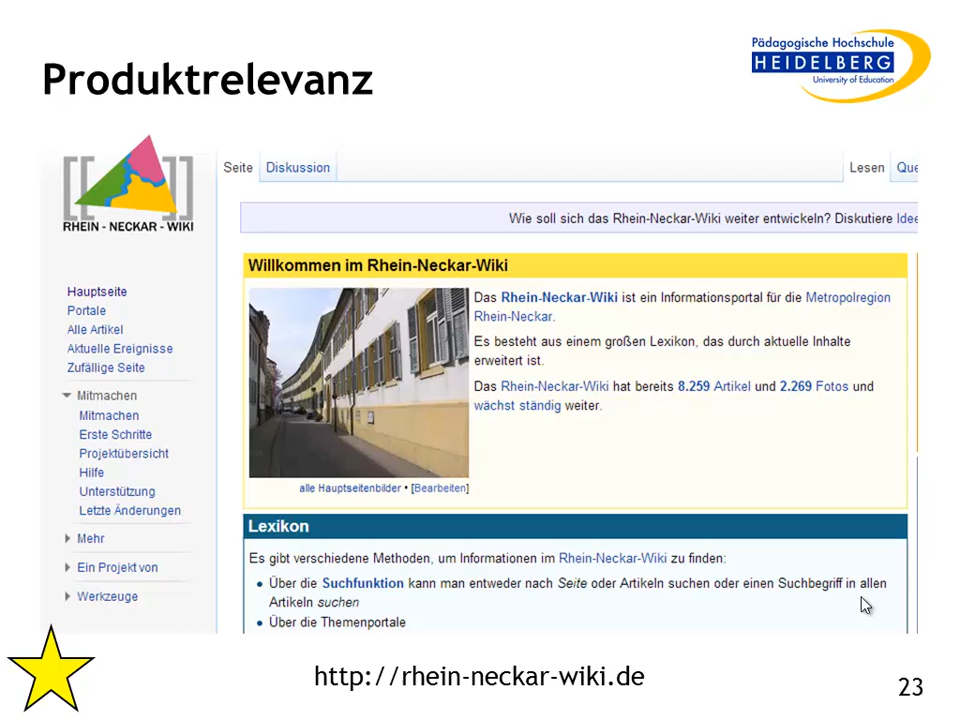 Produktrelevanz
Pädagogische Hochschule
HEIDELBERG
University of Education
[[ ]]
RHEIN - NECKAR - WIKI
Seite Diskussion Lesen Que
Wie soll sich das Rhein-Neckar-Wiki weiter entwickeln? Diskutiere Idee
Hauptseite
Portale
Alle Artikel
Aktuelle Ereignisse
Zufällige Seite
Mitmachen
Mitmachen
Erste Schritte
Projektübersicht
Hilfe
Unterstützung
Letzte Änderungen
Mehr
Ein Projekt von
Werkzeuge
Willkommen im Rhein-Neckar-Wiki
Das Rhein-Neckar-Wiki ist ein Informationsportal für die Metropolregion
Rhein-Neckar.
Es besteht aus einem großen Lexikon, das durch aktuelle Inhalte
erweitert ist.
Das Rhein-Neckar-Wiki hat bereits 8.259 Artikel und 2.269 Fotos und
wächst ständig weiter.
alle Hauptseitenbilder • [Bearbeiten]
Lexikon
Es gibt verschiedene Methoden, um Informationen im Rhein-Neckar-Wiki zu finden:
• Über die Suchfunktion kann man entweder nach Seite oder Artikeln suchen oder einen Suchbegriff in allen
Artikeln suchen
• Über die Themenportale
http://rhein-neckar-wiki.de
23